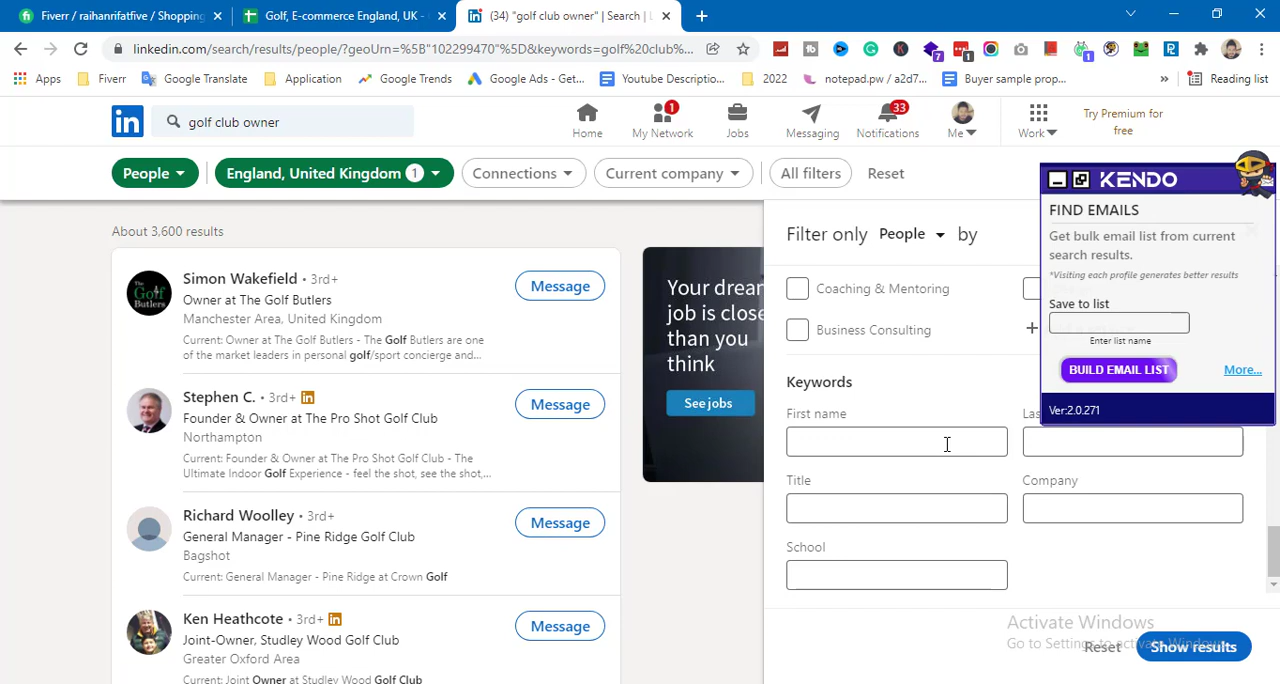 Fiverr / raihanrifatfive / Shopping
Golf, E-commerce England, UK -
(34) "golf club owner" | Search |
linkedin.com/search/results/people/?geoUrn=%5B"102299470"%5D&keywords=golf%20club%...
Apps
Fiverr
Google Translate
Application
Google Trends
Google Ads - Get...
Youtube Descriptio...
2022
notepad.pw / a2d7...
Buyer sample prop...
»
Reading list
7
1
1
in
golf club owner
Home
1
My Network
Jobs
Messaging
33
Notifications
Me
Work
Try Premium for
free
People
England, United Kingdom 1
Connections
Current company
All filters
Reset
About 3,600 results
Simon Wakefield • 3rd+
Owner at The Golf Butlers
Manchester Area, United Kingdom
Current: Owner at The Golf Butlers - The Golf Butlers are one
of the market leaders in personal golf/sport concierge and...
Message
Stephen C. • 3rd+
Founder & Owner at The Pro Shot Golf Club
Northampton
Current: Founder & Owner at The Pro Shot Golf Club - The
Ultimate Indoor Golf Experience - feel the shot, see the shot,...
Message
Richard Woolley • 3rd+
General Manager - Pine Ridge Golf Club
Bagshot
Current: General Manager - Pine Ridge at Crown Golf
Message
Ken Heathcote • 3rd+
Joint-Owner, Studley Wood Golf Club
Greater Oxford Area
Current: Joint Owner at Studley Wood Golf Club
Message
Your dream
job is close
than you
think
See jobs
Filter only People by
Coaching & Mentoring
Business Consulting
+
Keywords
First name
Las
Title
Company
School
Reset
Show results
KENDO
FIND EMAILS
Get bulk email list from current
search results.
*Visiting each profile generates better results
Save to list
Enter list name
BUILD EMAIL LIST
More...
Ver:2.0.271
Activate Windows
Go to Settings to activate Windows.